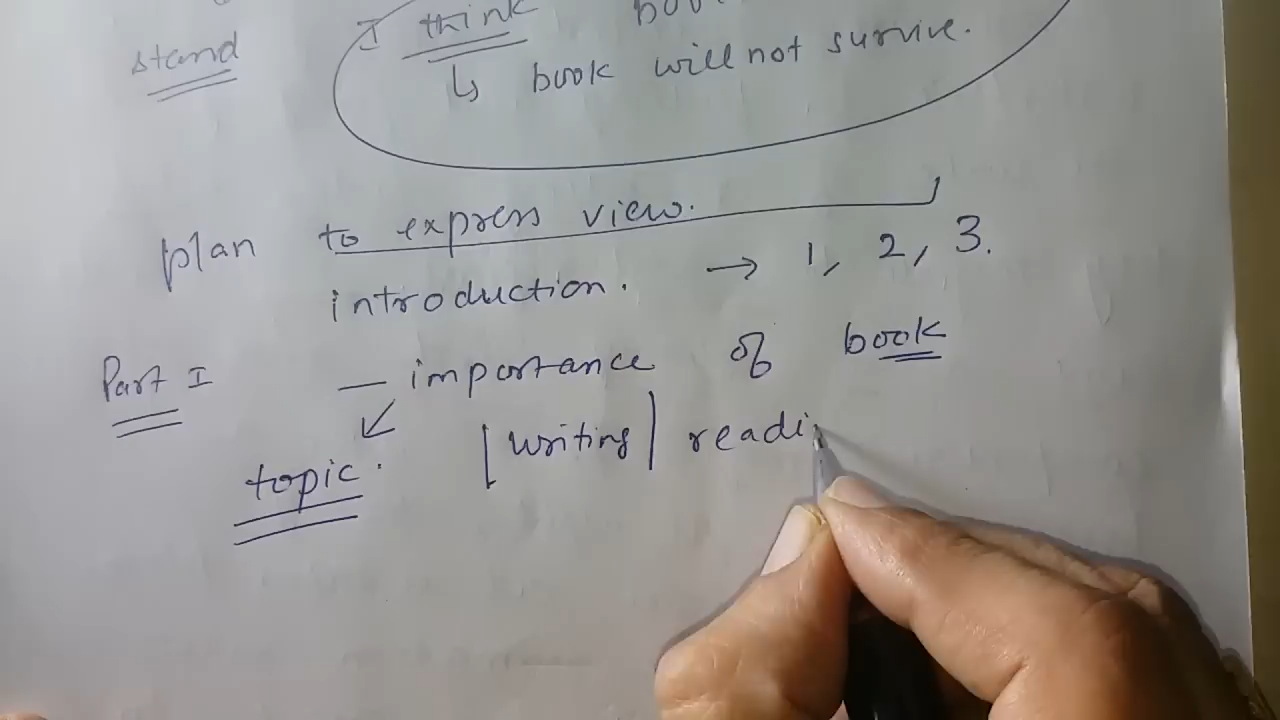 I think
stand
↳ book will not survive.
plan to express view.
introduction. → 1, 2, 3.
Part I — importance of book
topic. [writing| readi